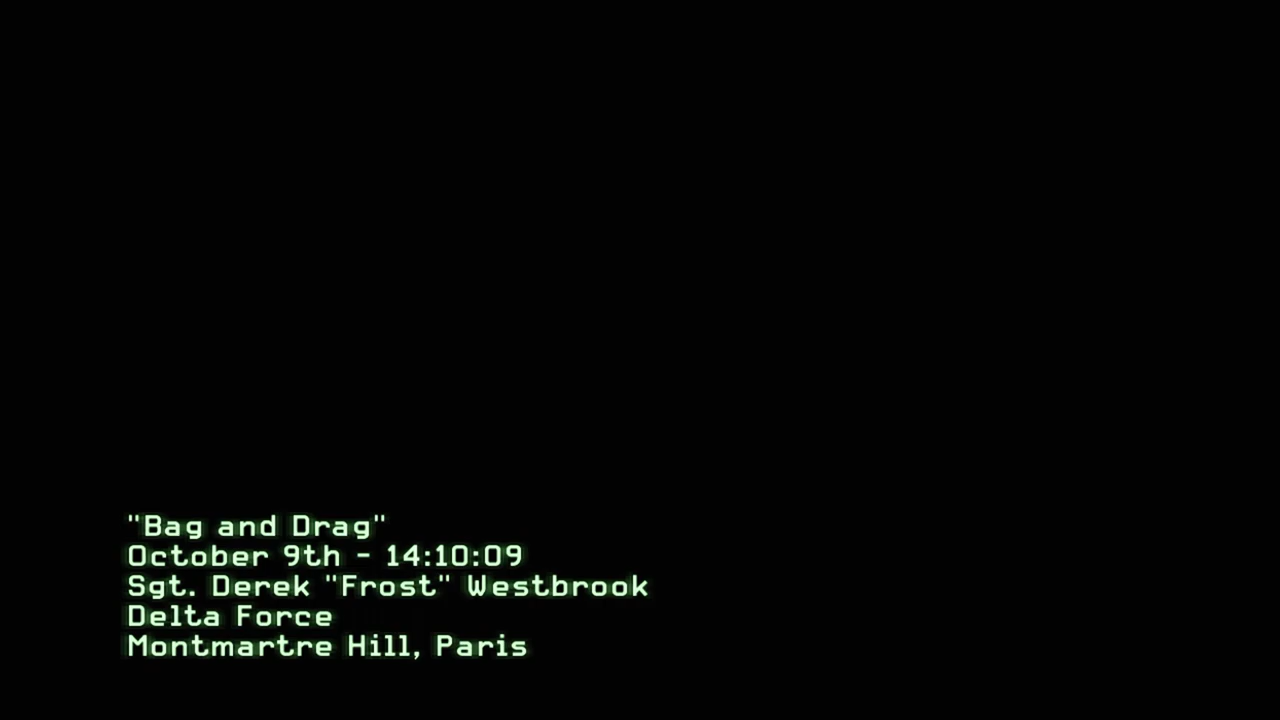 "Bag and Drag"
October 9th - 14:10:09
Sgt. Derek "Frost" Westbrook
Delta Force
Montmartre Hill, Paris